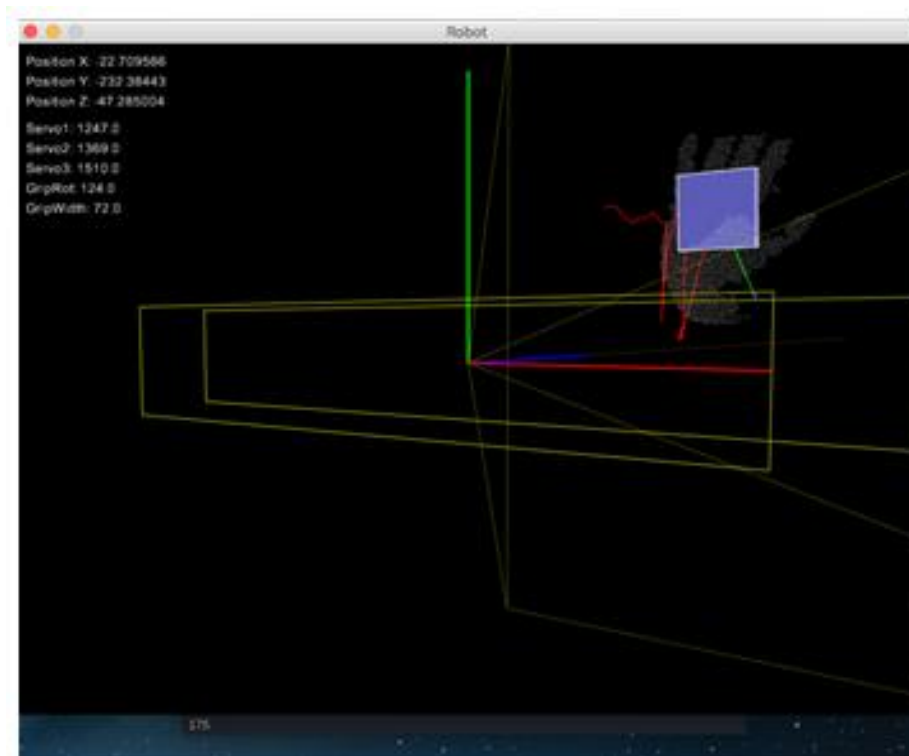 Robot
Position X: -22.709566
Position Y: -232.38443
Position Z: -47.285004
Servo1: 1247.0
Servo2: 1369.0
Servo3: 1510.0
GripRot: 124.0
GripWidth: 72.0
175